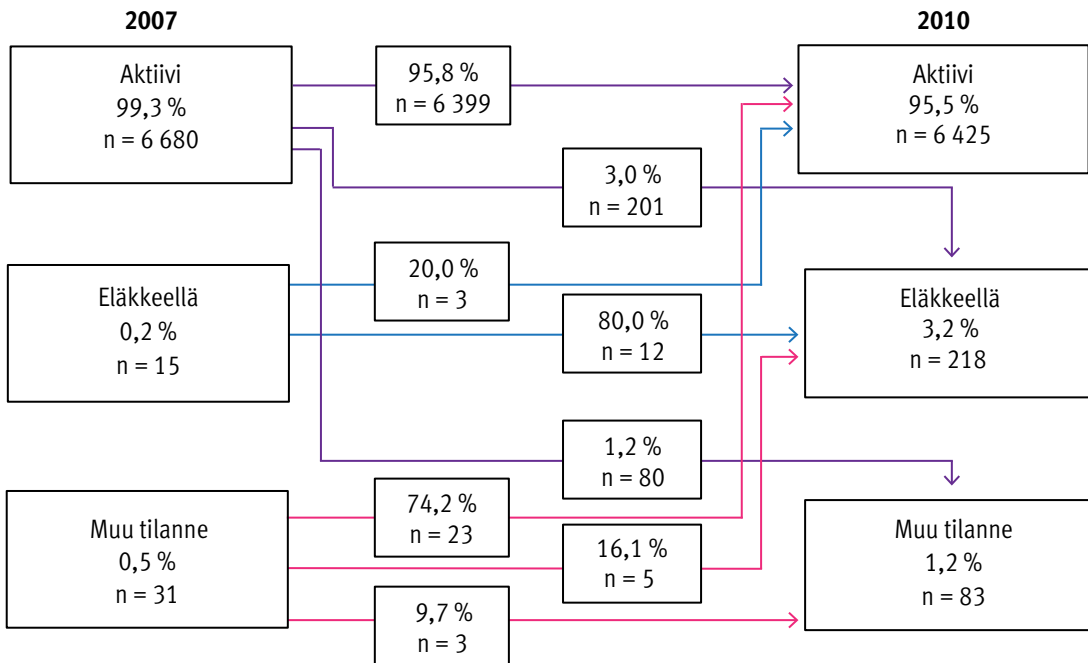 2007
2010
Aktiivi
99,3 %
n = 6 680
95,8 %
n = 6 399
Aktiivi
95,5 %
n = 6 425
3,0 %
n = 201
Eläkkeellä
0,2 %
n = 15
20,0 %
n = 3
80,0 %
n = 12
Eläkkeellä
3,2 %
n = 218
1,2 %
n = 80
Muu tilanne
0,5 %
n = 31
74,2 %
n = 23
16,1 %
n = 5
9,7 %
n = 3
Muu tilanne
1,2 %
n = 83